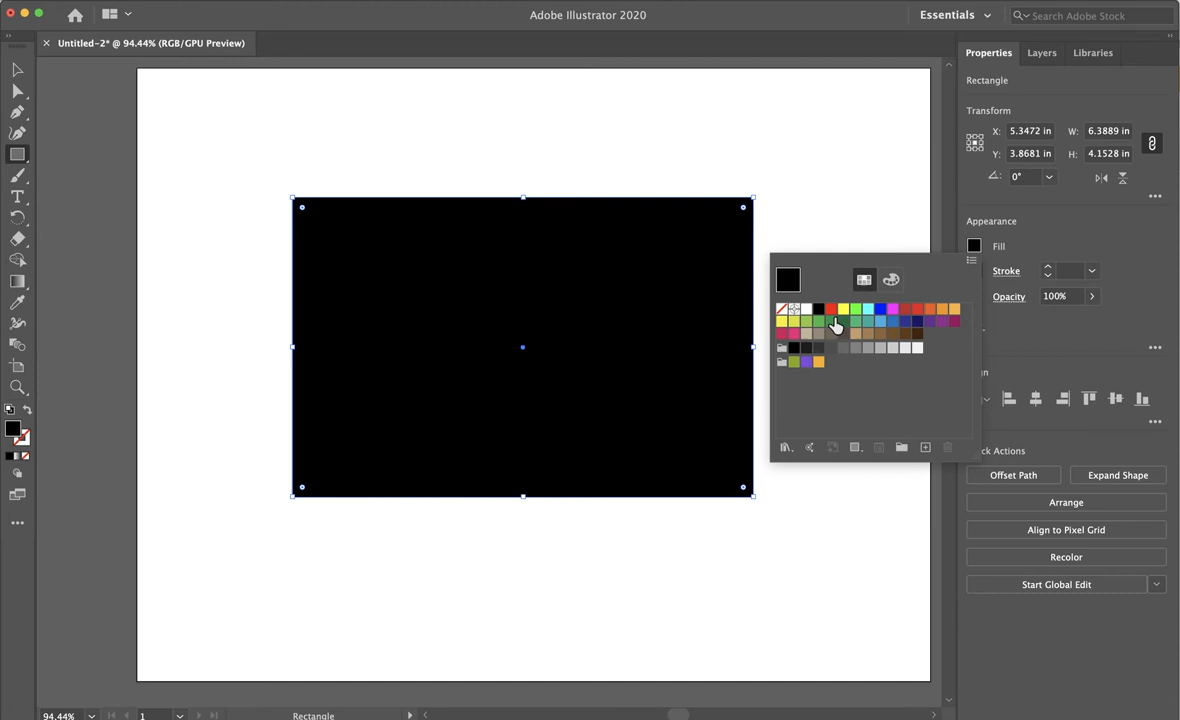 Adobe Illustrator 2020
Essentials
Search Adobe Stock
Untitled-2* @ 94.44% (RGB/GPU Preview)
Properties
Layers
Libraries
Rectangle
Transform
X: 5.3472 in
W: 6.3889 in
Y: 3.8681 in
H: 4.1528 in
0°
Appearance
Fill
Stroke
Opacity
100%
gn
ck Actions
Offset Path
Expand Shape
Arrange
Align to Pixel Grid
Recolor
Start Global Edit
94.44%
1
Rectangle